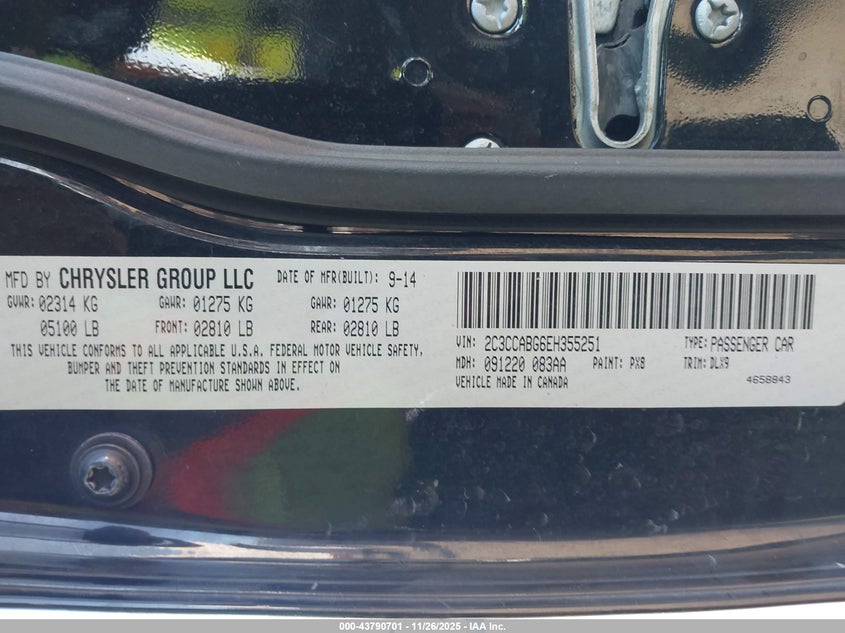 MFD BY CHRYSLER GROUP LLC DATE OF MFR(BUILT): 9-14
GVWR: 02314 KG GAWR: 01275 KG GAWR: 01275 KG
05100 LB FRONT: 02810 LB REAR: 02810 LB
THIS VEHICLE CONFORMS TO ALL APPLICABLE U.S.A. FEDERAL MOTOR VEHICLE SAFETY,
BUMPER AND THEFT PREVENTION STANDARDS IN EFFECT ON
THE DATE OF MANUFACTURE SHOWN ABOVE.
VIN: 2C3CCABG6EH355251 TYPE: PASSENGER CAR
MDH: 091220 083AA PAINT: PX8 TRIM: DLX9
VEHICLE MADE IN CANADA 4658843
000-43790701 - 11/26/2025 - IAA Inc.